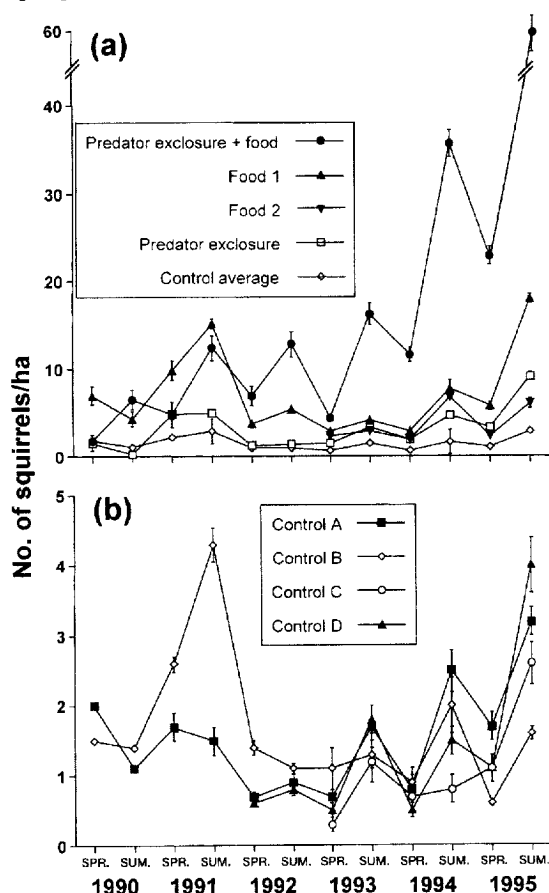 60
(a)
40
Predator exclosure + food
Food 1
30
Food 2
Predator exclosure
Control average
20
10
0
No. of squirrels/ha
5
(b)
Control A
Control B
Control C
Control D
4
3
2
1
0
SPR. SUM. SPR. SUM. SPR. SUM. SPR. SUM. SPR. SUM. SPR. SUM.
1990 1991 1992 1993 1994 1995